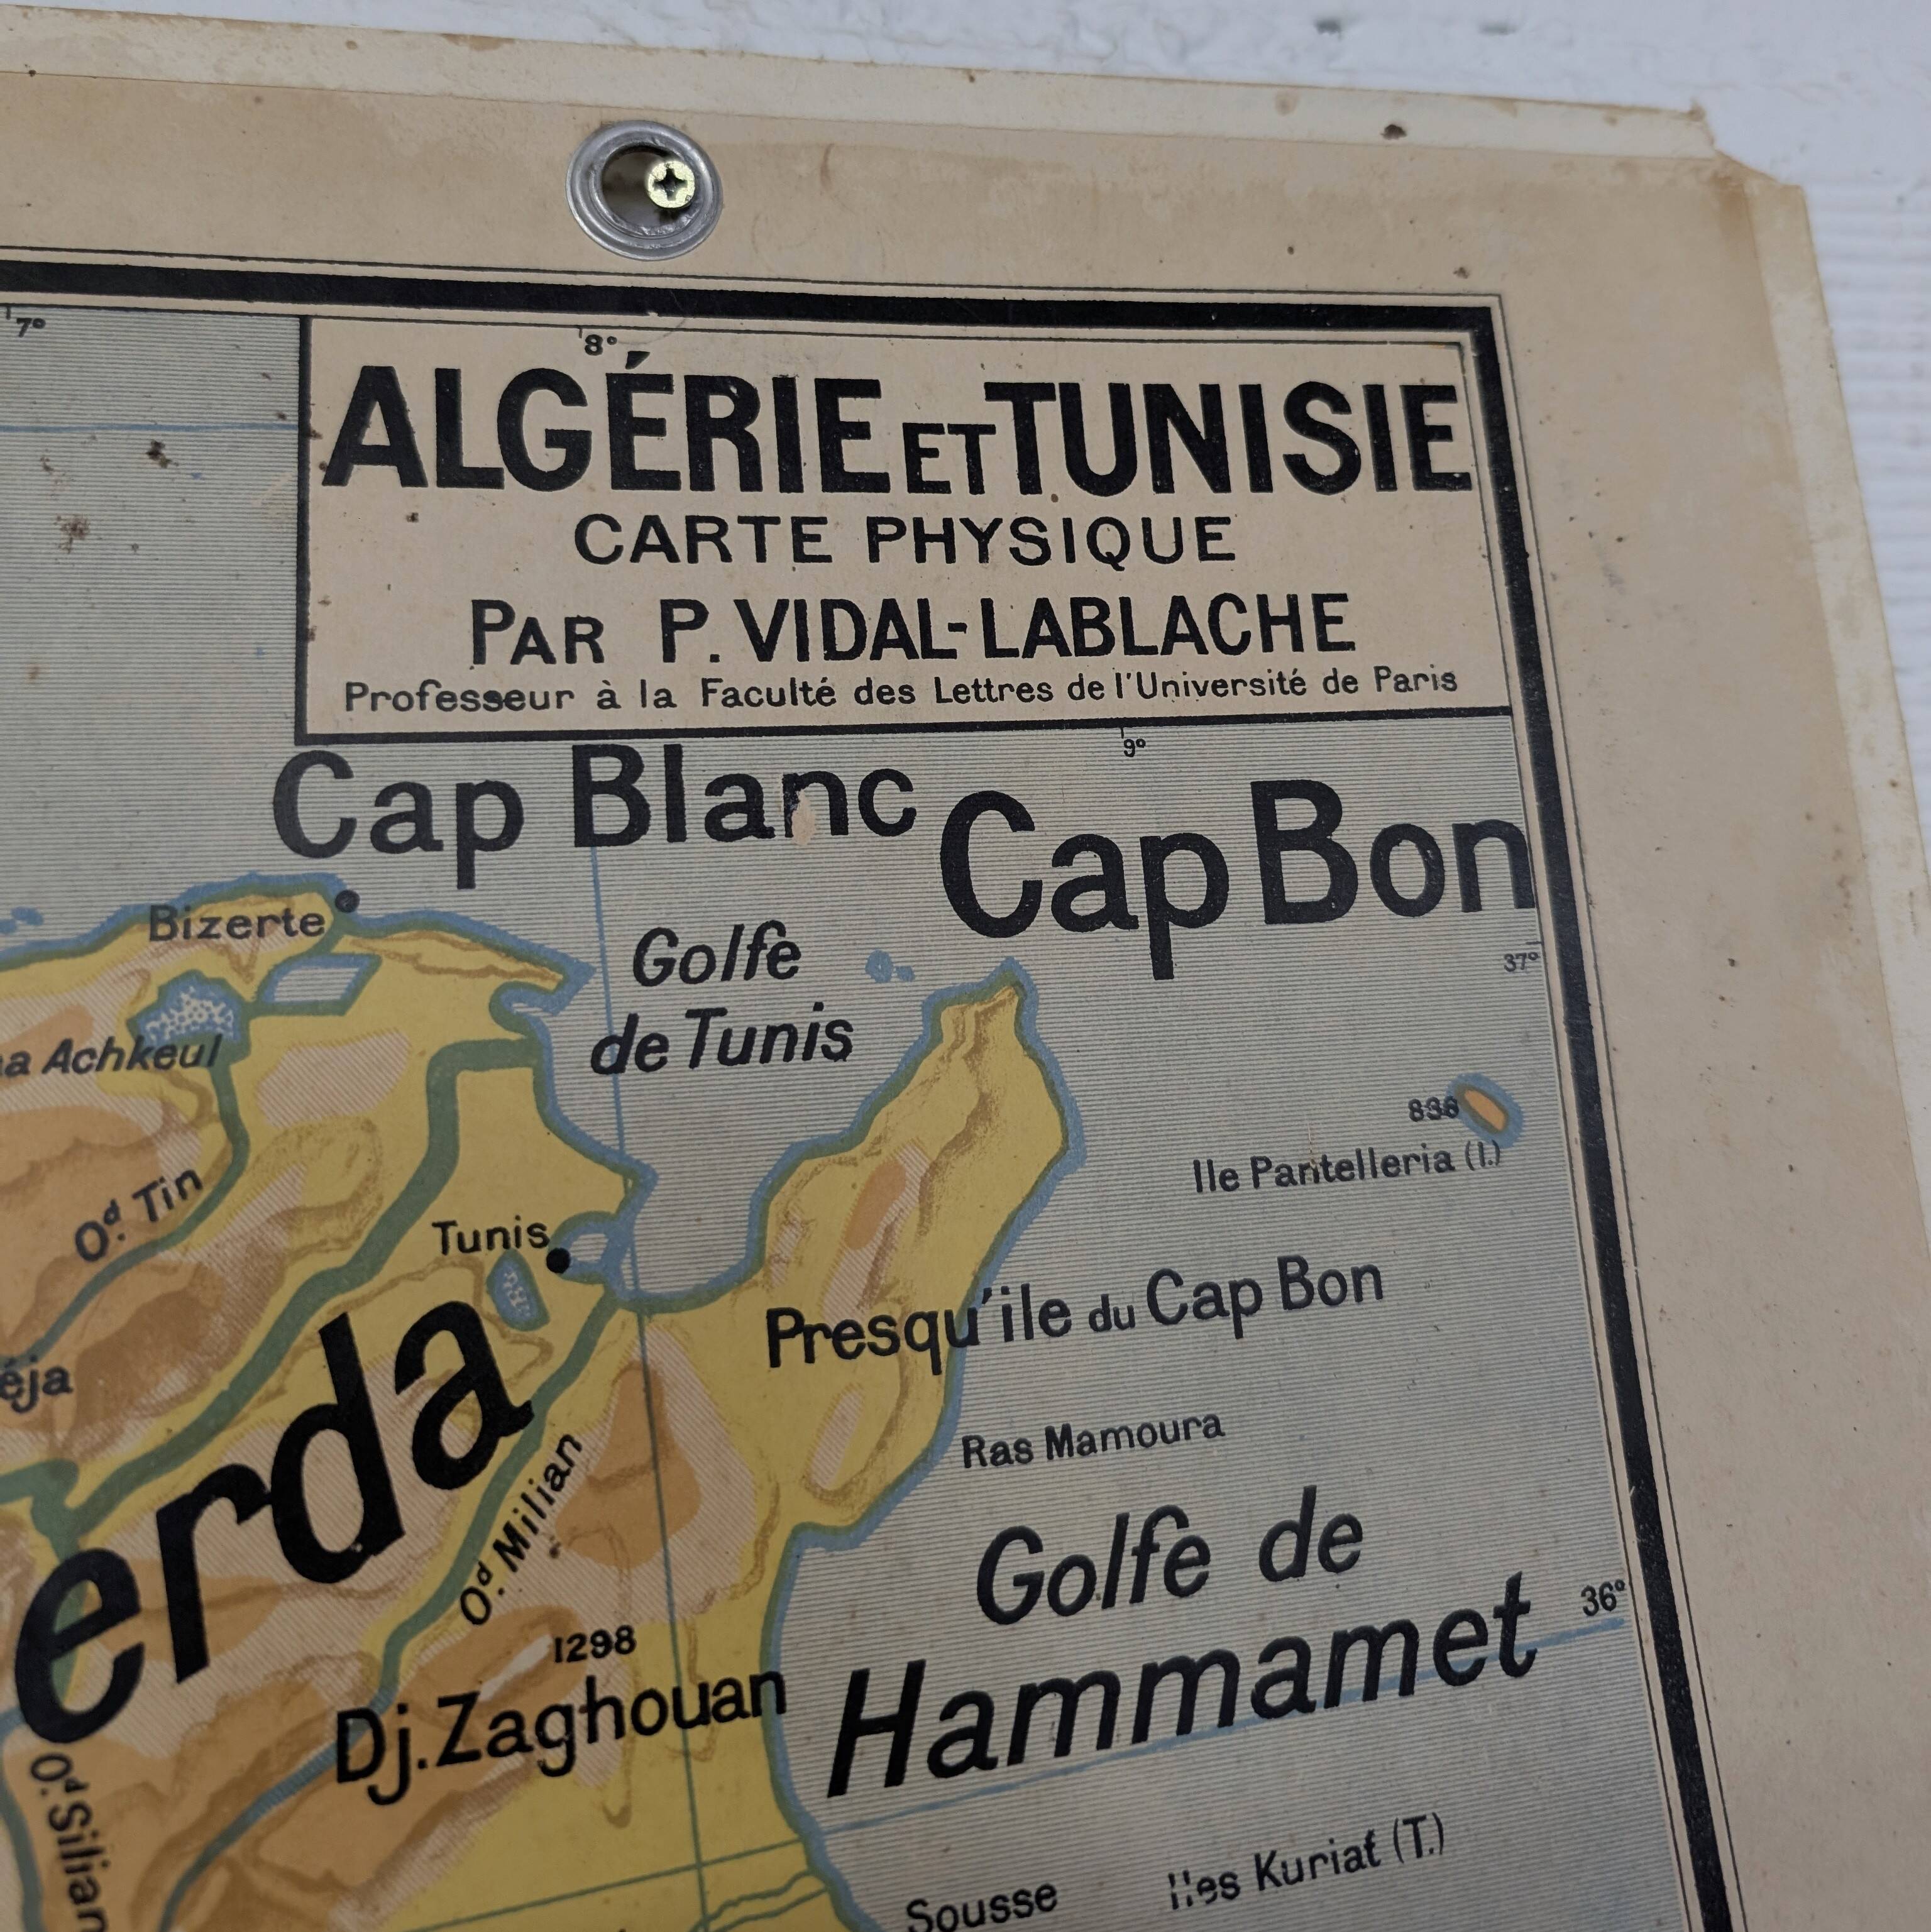 7°
8°
ALGÉRIE ET TUNISIE
CARTE PHYSIQUE
PAR P. VIDAL-LABLACHE
Professeur à la Faculté des Lettres de l'Université de Paris
9°
Cap Blanc
Cap Bon
Bizerte
Golfe
de Tunis
37°
a Achkeul
836
Ile Pantelleria (I.)
Od. Tin
Tunis
Presqu'ile du Cap Bon
éja
erda
Ras Mamoura
Od. Milian
Golfe de
Hammamet
36°
1298
Dj. Zaghouan
Od. Silian
Iles Kuriat (T.)
Sousse